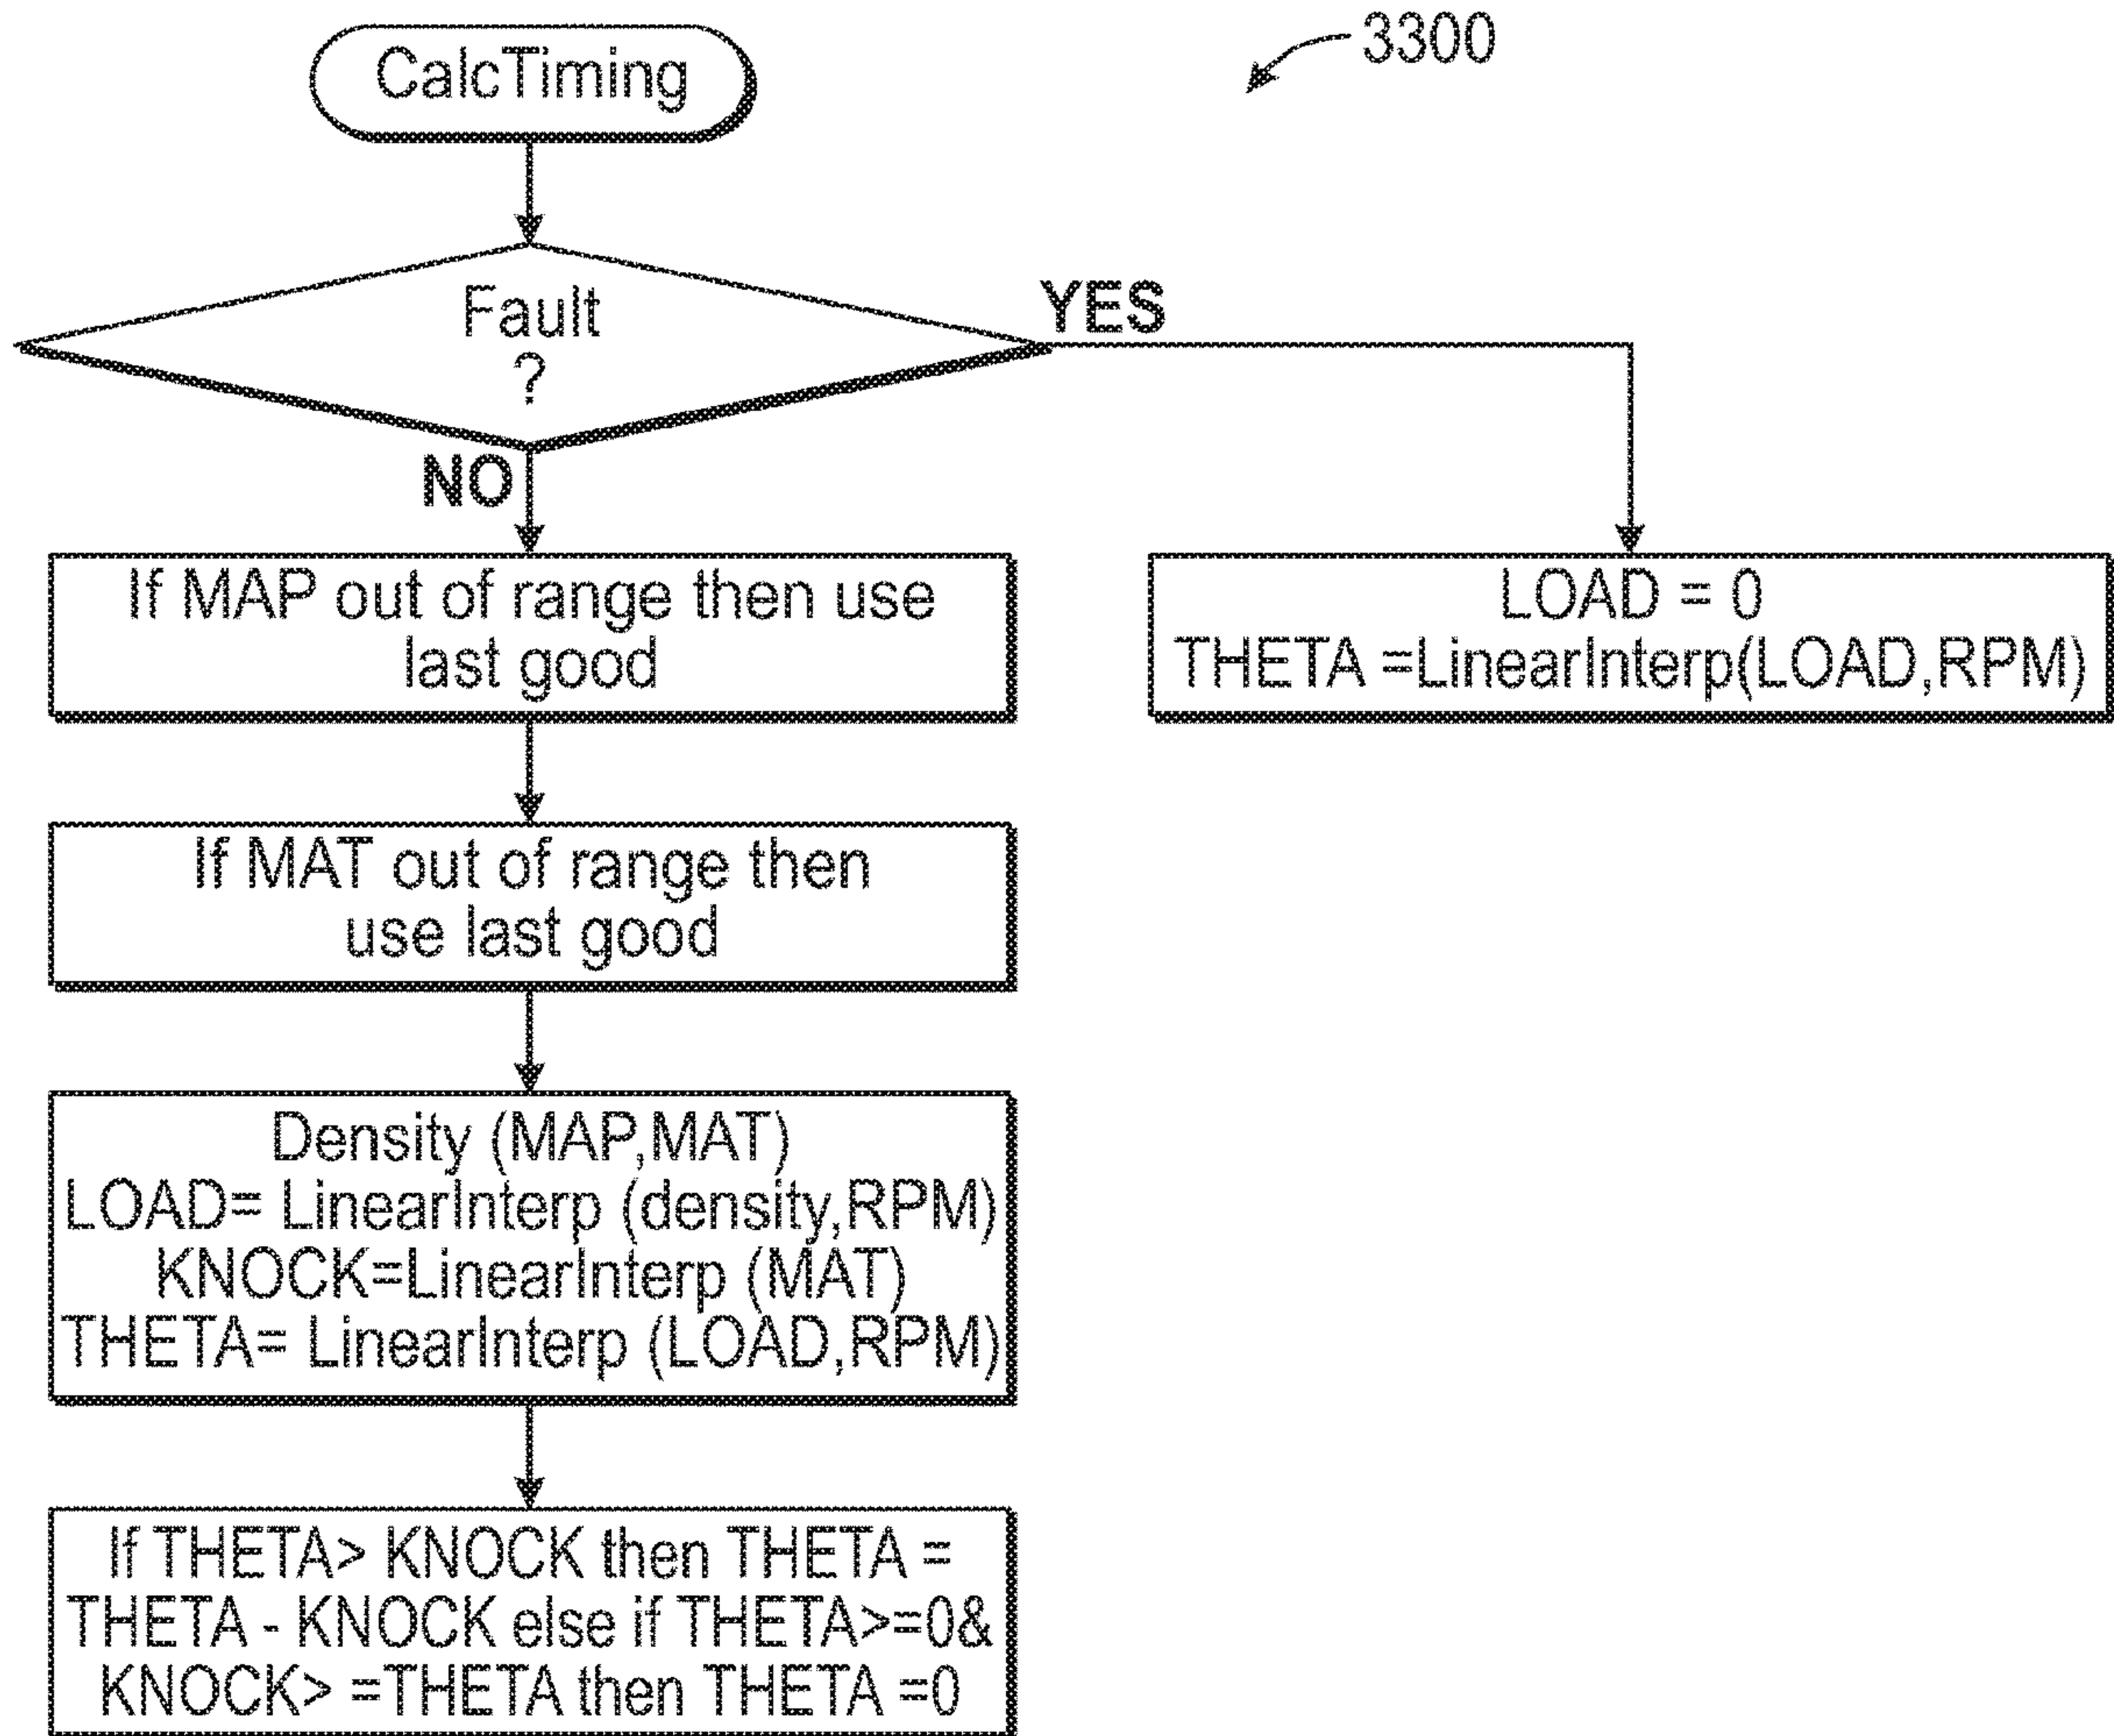 CalcTiming
3300
Fault
?
YES
NO
If MAP out of range then use
last good
LOAD = 0
THETA =LinearInterp(LOAD,RPM)
If MAT out of range then
use last good
Density (MAP,MAT)
LOAD= LinearInterp (density,RPM)
KNOCK=LinearInterp (MAT)
THETA= LinearInterp (LOAD,RPM)
If THETA> KNOCK then THETA =
THETA - KNOCK else if THETA>=0&
KNOCK> =THETA then THETA =0